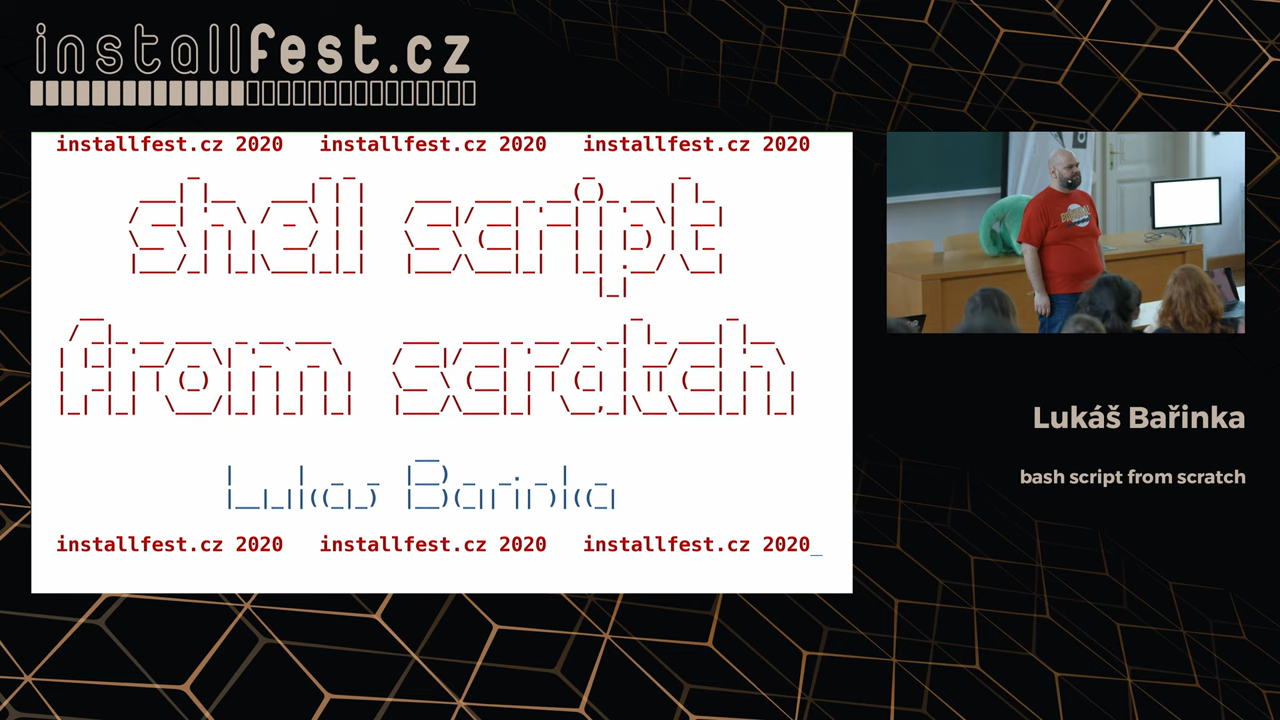 installfest.cz
installfest.cz 2020 installfest.cz 2020 installfest.cz 2020
shell script
from scratch
Lukas Barinka
installfest.cz 2020 installfest.cz 2020 installfest.cz 2020_
Lukáš Bařinka
bash script from scratch